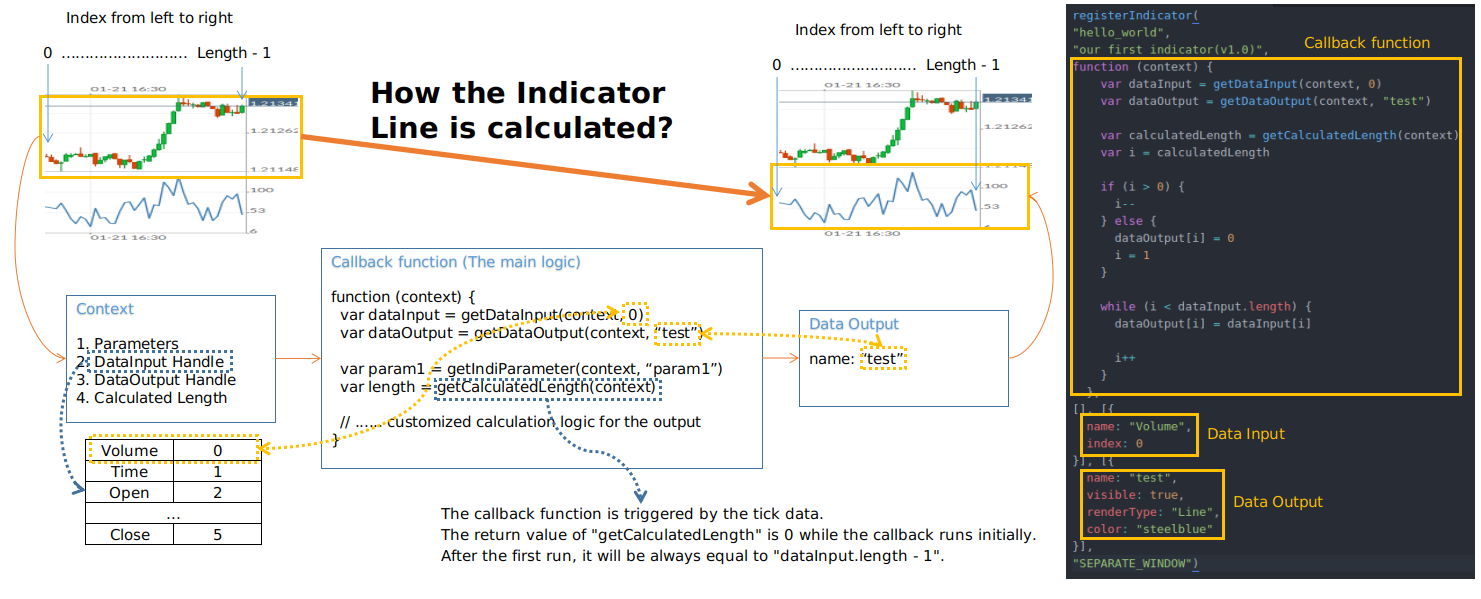 Index from left to right
0 ............................ Length - 1
01-21 16:30
1.21341
1.21262
1.21148
100
53
6
01-21 16:30
How the Indicator
Line is calculated?
Index from left to right
0 ............................ Length - 1
01-21 16:30
1.21341
1.21262
100
53
01-21 16:30
Context
1. Parameters
2. DataInput Handle
3. DataOutput Handle
4. Calculated Length
Volume 0
Time 1
Open 2
...
Close 5
Callback function (The main logic)
function (context) {
var dataInput = getDataInput(context, 0)
var dataOutput = getDataOutput(context, “test”)
var param1 = getIndiParameter(context, “param1”)
var length = getCalculatedLength(context)
// ...... customized calculation logic for the output
}
The callback function is triggered by the tick data.
The return value of "getCalculatedLength" is 0 while the callback runs initially.
After the first run, it will be always equal to "dataInput.length - 1".
Data Output
name: “test”
registerIndicator(
"hello_world",
"our first indicator(v1.0)",
Callback function
function (context) {
var dataInput = getDataInput(context, 0)
var dataOutput = getDataOutput(context, "test")
var calculatedLength = getCalculatedLength(context)
var i = calculatedLength
if (i > 0) {
i--
} else {
dataOutput[i] = 0
i = 1
}
while (i < dataInput.length) {
dataOutput[i] = dataInput[i]
i++
}
},
[], [{
name: "Volume",
index: 0
Data Input
}], [{
name: "test",
visible: true,
renderType: "Line",
color: "steelblue"
Data Output
}],
"SEPARATE_WINDOW")